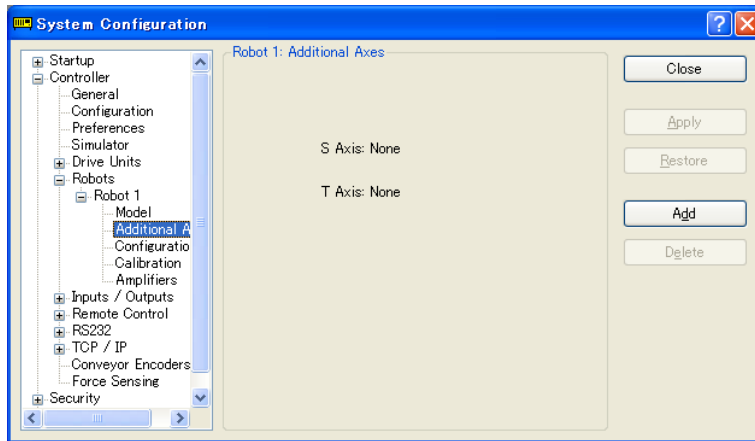 System Configuration
Startup
Controller
General
Configuration
Preferences
Simulator
Drive Units
Robots
Robot 1
Model
Additional A
Configuratio
Calibration
Amplifiers
Inputs / Outputs
Remote Control
RS232
TCP / IP
Conveyor Encoders
Force Sensing
Security
Robot 1: Additional Axes
S Axis: None
T Axis: None
Close
Apply
Restore
Add
Delete